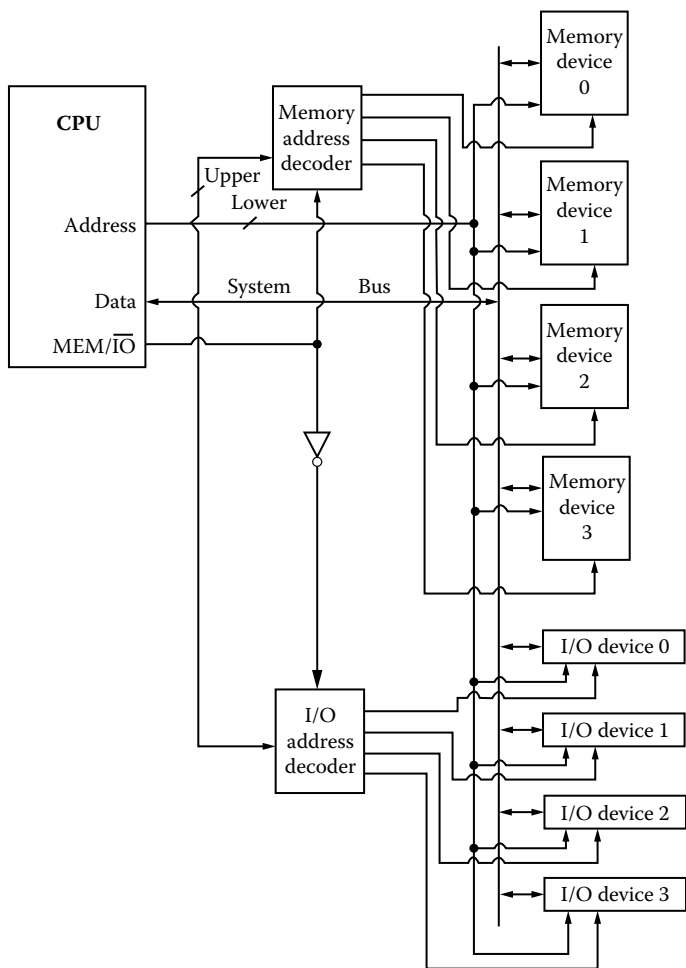 CPU
Address
Data
MEM/I̅O̅
Upper
Lower
System
Bus
Memory
address
decoder
I/O
address
decoder
Memory
device
0
Memory
device
1
Memory
device
2
Memory
device
3
I/O device 0
I/O device 1
I/O device 2
I/O device 3